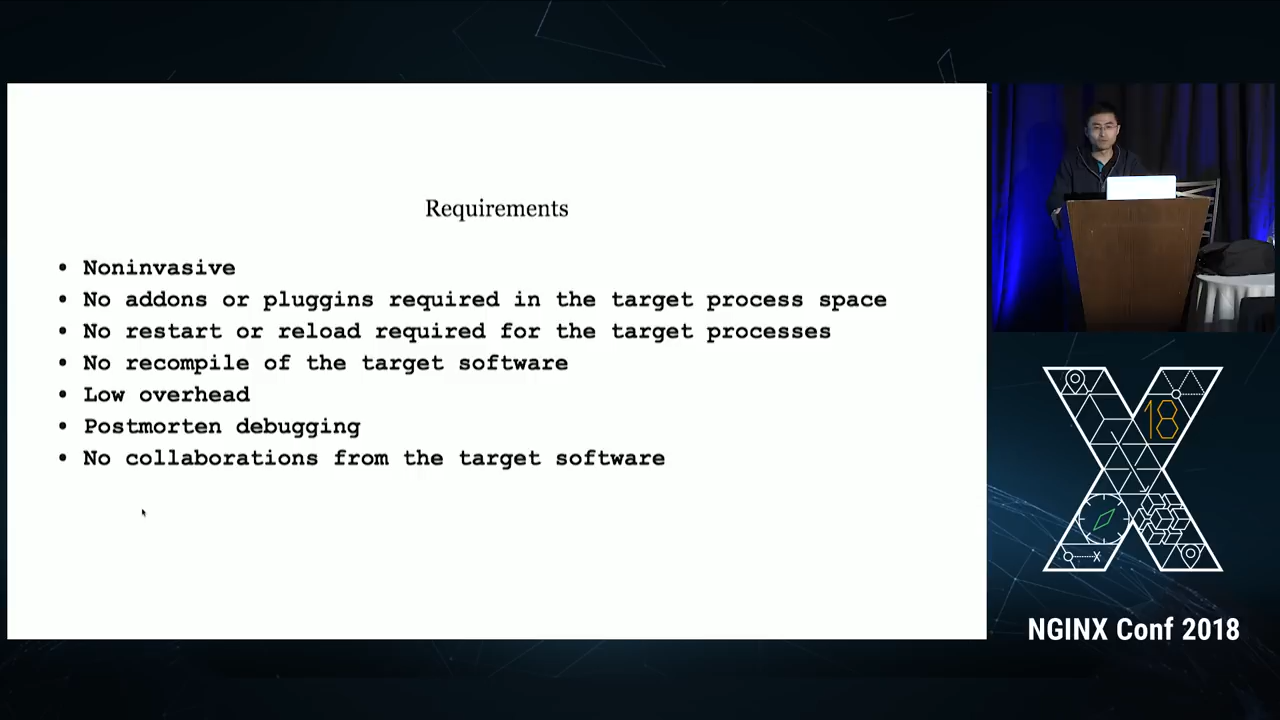 Requirements
• Noninvasive
• No addons or pluggins required in the target process space
• No restart or reload required for the target processes
• No recompile of the target software
• Low overhead
• Postmorten debugging
• No collaborations from the target software
18
NGINX Conf 2018